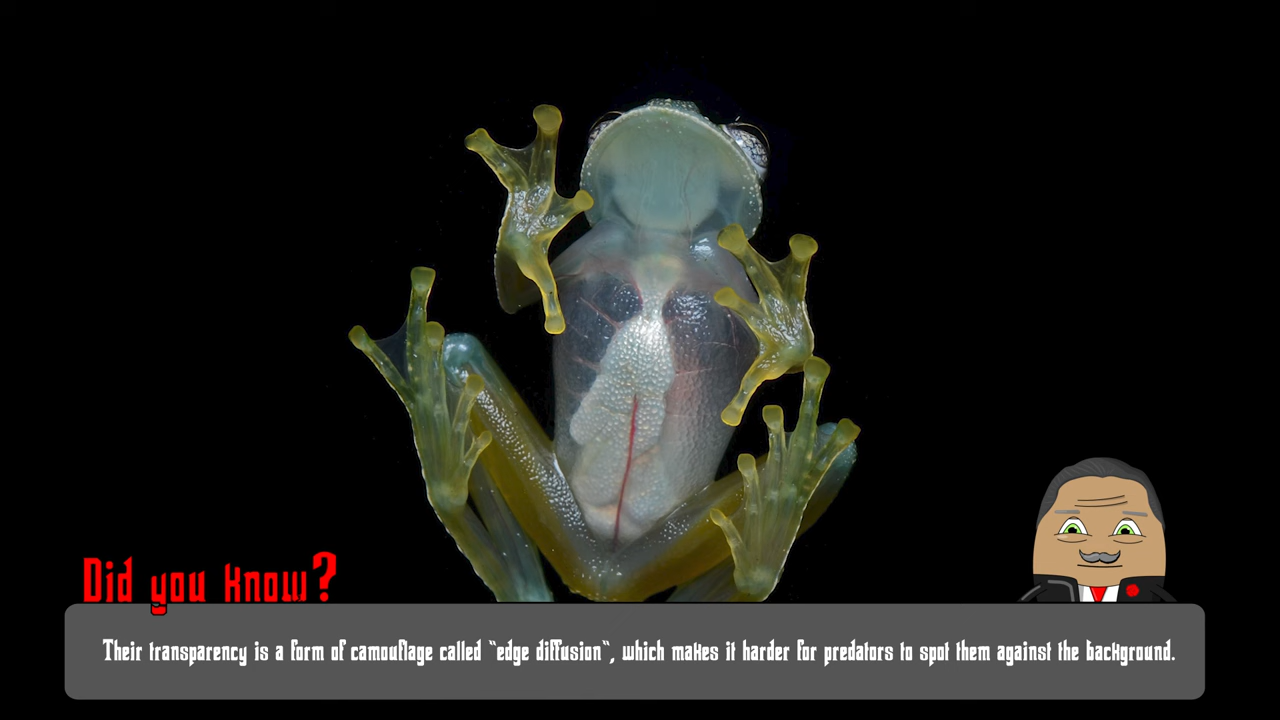 Did you know?
Their transparency is a form of camouflage called "edge diffusion", which makes it harder for predators to spot them against the background.